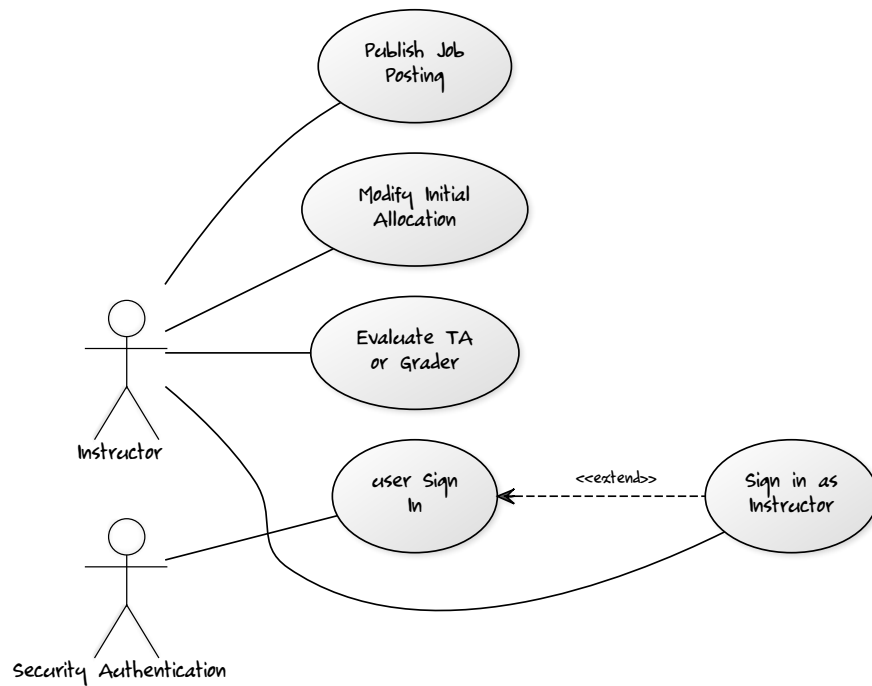 Publish Job
Posting
Modify Initial
Allocation
Evaluate TA
or Grader
Instructor
user Sign
In
<<extend>>
Sign in as
Instructor
Security Authentication